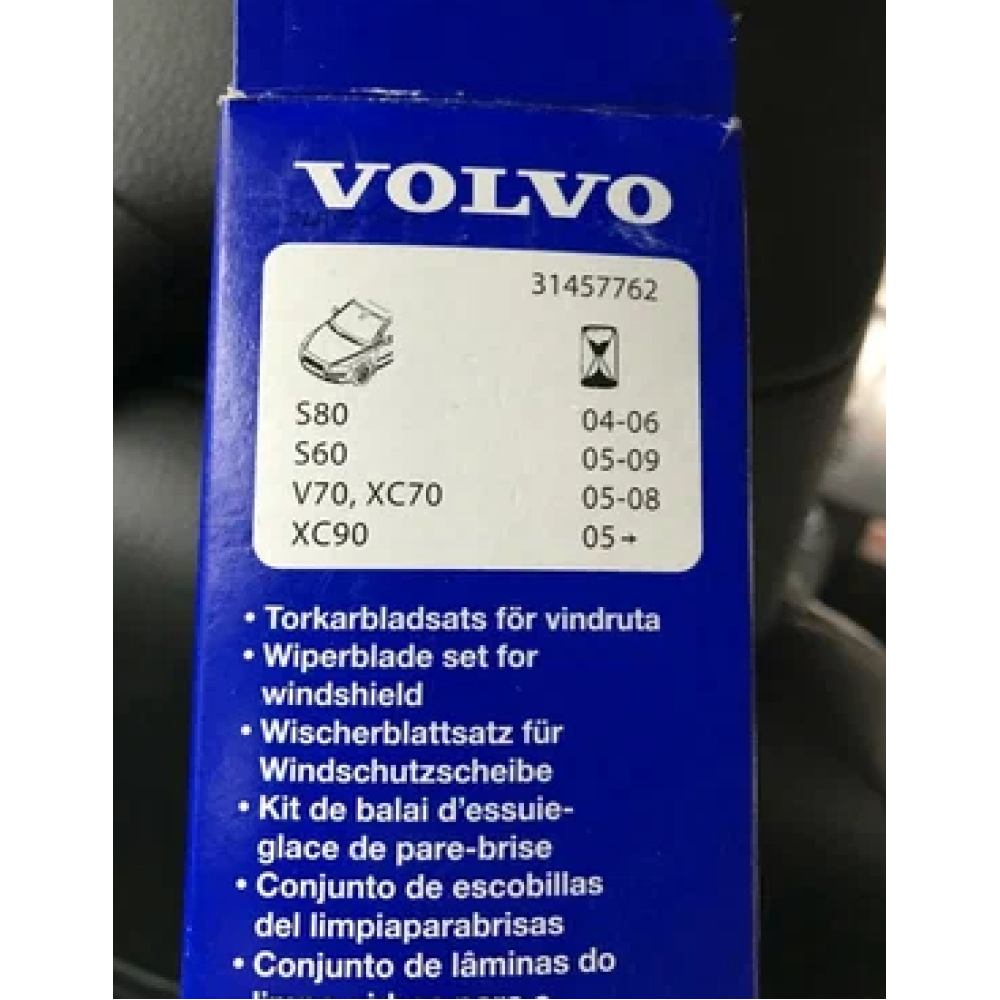 VOLVO
31457762
S80 04-06
S60 05-09
V70, XC70 05-08
XC90 05→
• Torkarbladsats för vindruta
• Wiperblade set for
windshield
• Wischerblattsatz für
Windschutzscheibe
• Kit de balai d'essuie-
glace de pare-brise
• Conjunto de escobillas
del limpiaparabrisas
• Conjunto de lâminas do